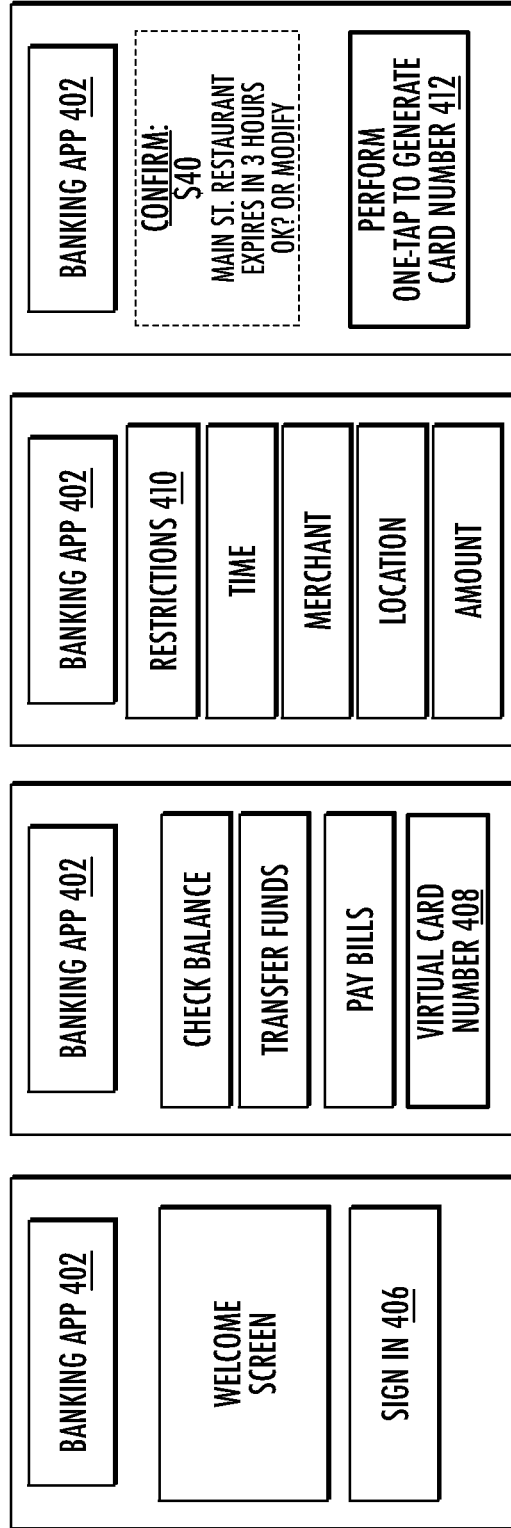 BANKING APP 402
WELCOME
SCREEN
SIGN IN 406
BANKING APP 402
CHECK BALANCE
TRANSFER FUNDS
PAY BILLS
VIRTUAL CARD
NUMBER 408
BANKING APP 402
RESTRICTIONS 410
TIME
MERCHANT
LOCATION
AMOUNT
BANKING APP 402
CONFIRM:
$40
MAIN ST. RESTAURANT
EXPIRES IN 3 HOURS
OK? OR MODIFY
PERFORM
ONE-TAP TO GENERATE
CARD NUMBER 412